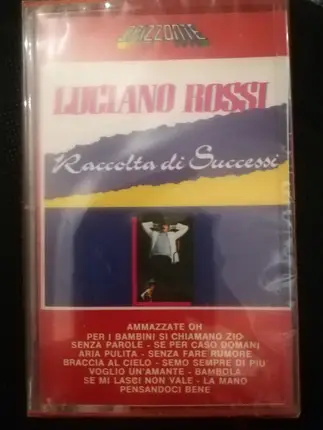 ORIZZONTE
LUCIANO ROSSI
Raccolta di Successi
AMMAZZATE OH
PER I BAMBINI SI CHIAMANO ZIO
SENZA PAROLE - SE PER CASO DOMANI
ARIA PULITA - SENZA FARE RUMORE
BRACCIA AL CIELO - SEMO SEMPRE DI PIU'
VOGLIO UN'AMANTE - BAMBOLA
SE MI LASCI NON VALE - LA MANO
PENSANDOCI BENE